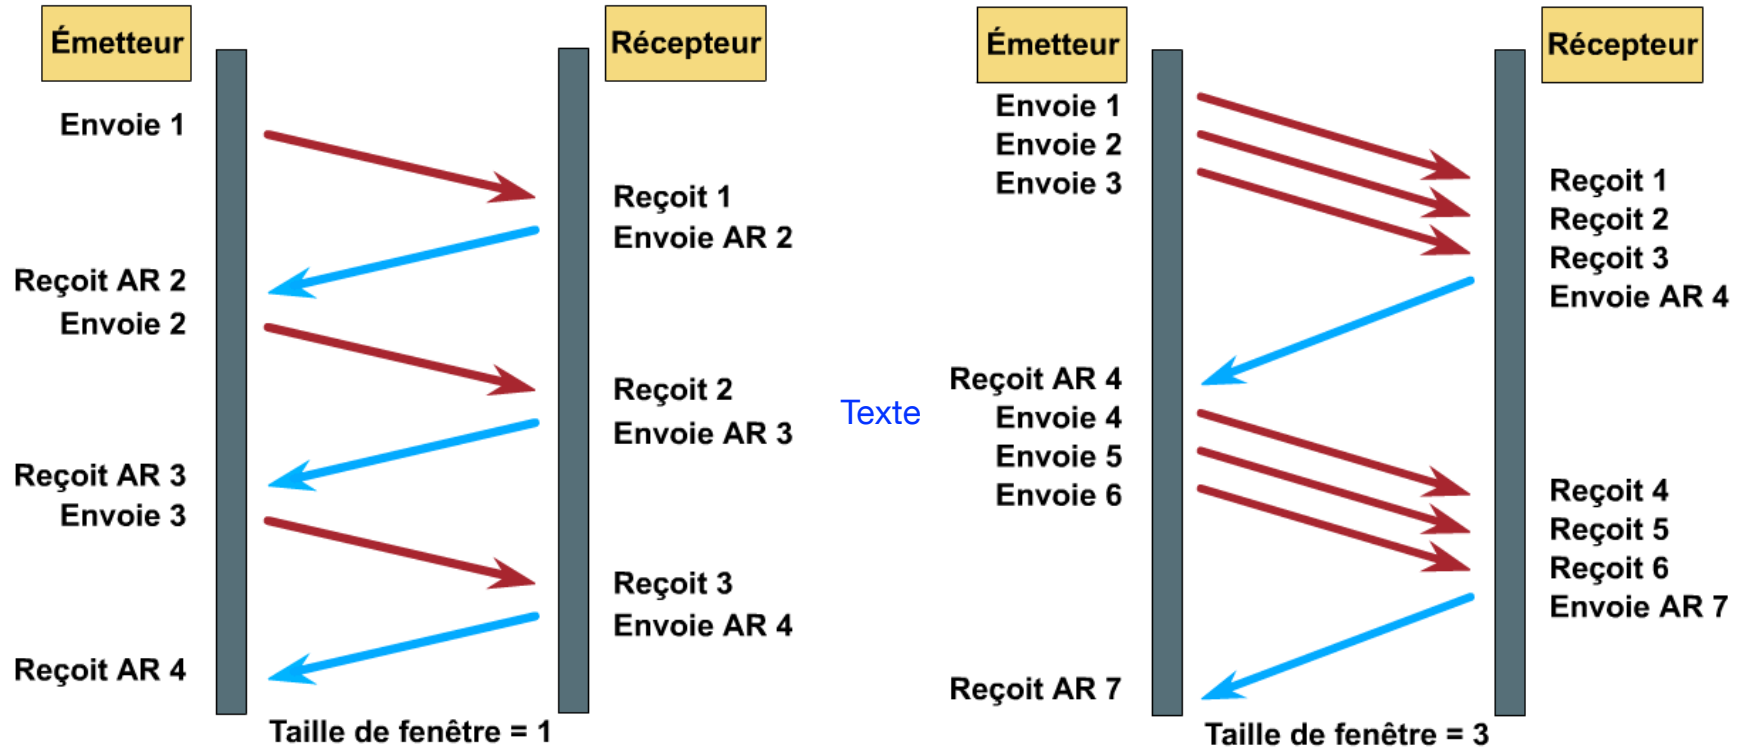 Émetteur
Récepteur
Envoie 1
Reçoit 1
Envoie AR 2
Reçoit AR 2
Envoie 2
Reçoit 2
Envoie AR 3
Reçoit AR 3
Envoie 3
Reçoit 3
Envoie AR 4
Reçoit AR 4
Taille de fenêtre = 1
Texte
Émetteur
Récepteur
Envoie 1
Envoie 2
Envoie 3
Reçoit 1
Reçoit 2
Reçoit 3
Envoie AR 4
Reçoit AR 4
Envoie 4
Envoie 5
Envoie 6
Reçoit 4
Reçoit 5
Reçoit 6
Envoie AR 7
Reçoit AR 7
Taille de fenêtre = 3